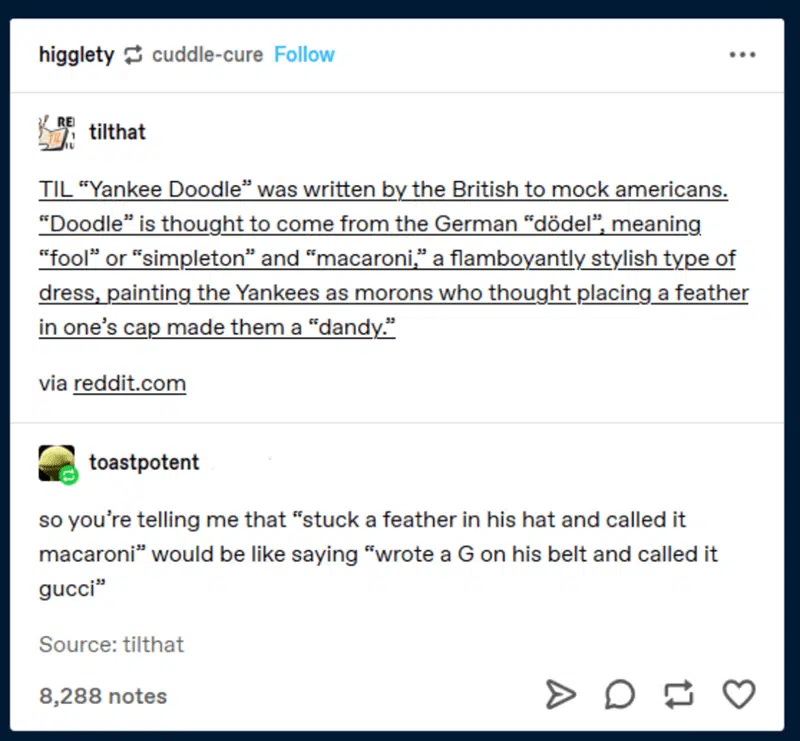 higglety cuddle-cure Follow
RE
tilthat
TIL “Yankee Doodle” was written by the British to mock americans.
“Doodle” is thought to come from the German “dödel”, meaning
“fool” or “simpleton” and “macaroni,” a flamboyantly stylish type of
dress, painting the Yankees as morons who thought placing a feather
in one’s cap made them a “dandy.”
via reddit.com
toastpotent
so you’re telling me that “stuck a feather in his hat and called it
macaroni” would be like saying “wrote a G on his belt and called it
gucci”
Source: tilthat
8,288 notes